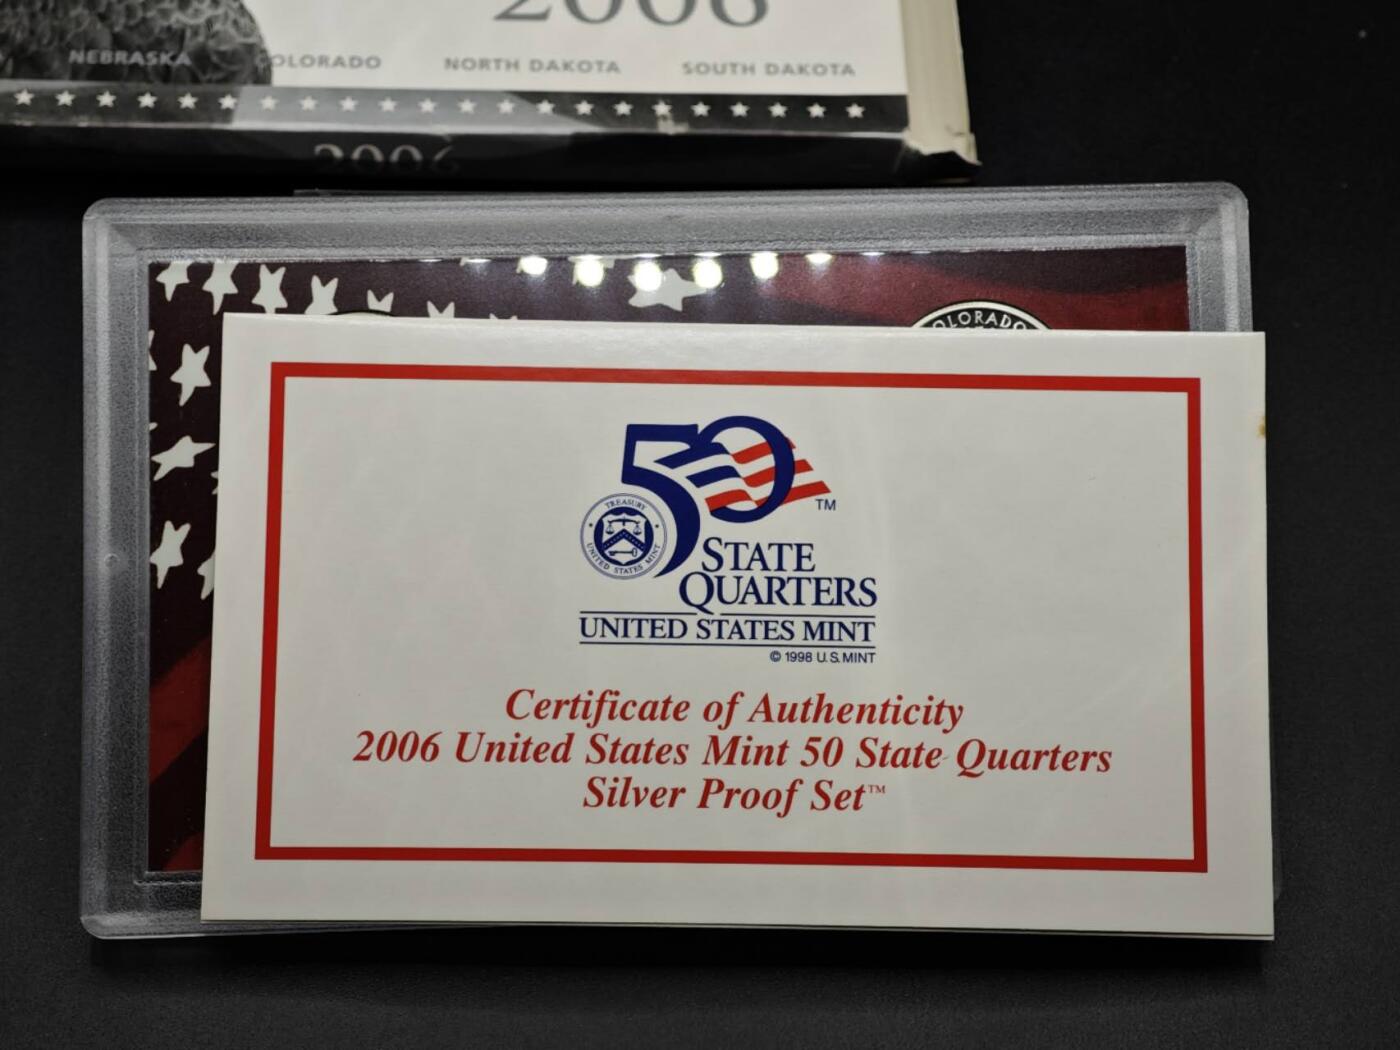 2006
NEBRASKA COLORADO NORTH DAKOTA SOUTH DAKOTA
2006
COLORADO
50
TM
TREASURY
UNITED STATES MINT
STATE
QUARTERS
UNITED STATES MINT
© 1998 U.S. MINT
Certificate of Authenticity
2006 United States Mint 50 State Quarters
Silver Proof Set™